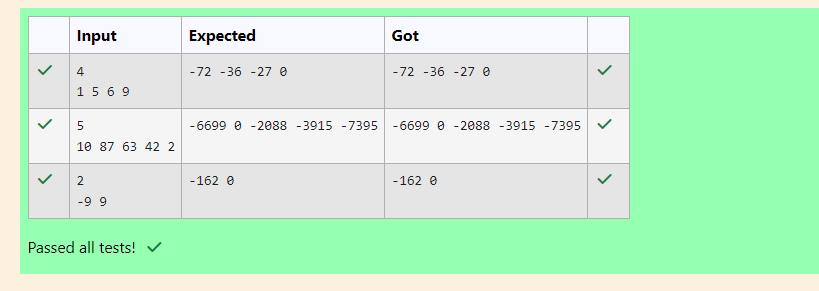 Input Expected Got
4 -72 -36 -27 0 -72 -36 -27 0
1 5 6 9
5 -6699 0 -2088 -3915 -7395 -6699 0 -2088 -3915 -7395
10 87 63 42 2
2 -162 0 -162 0
-9 9
Passed all tests!